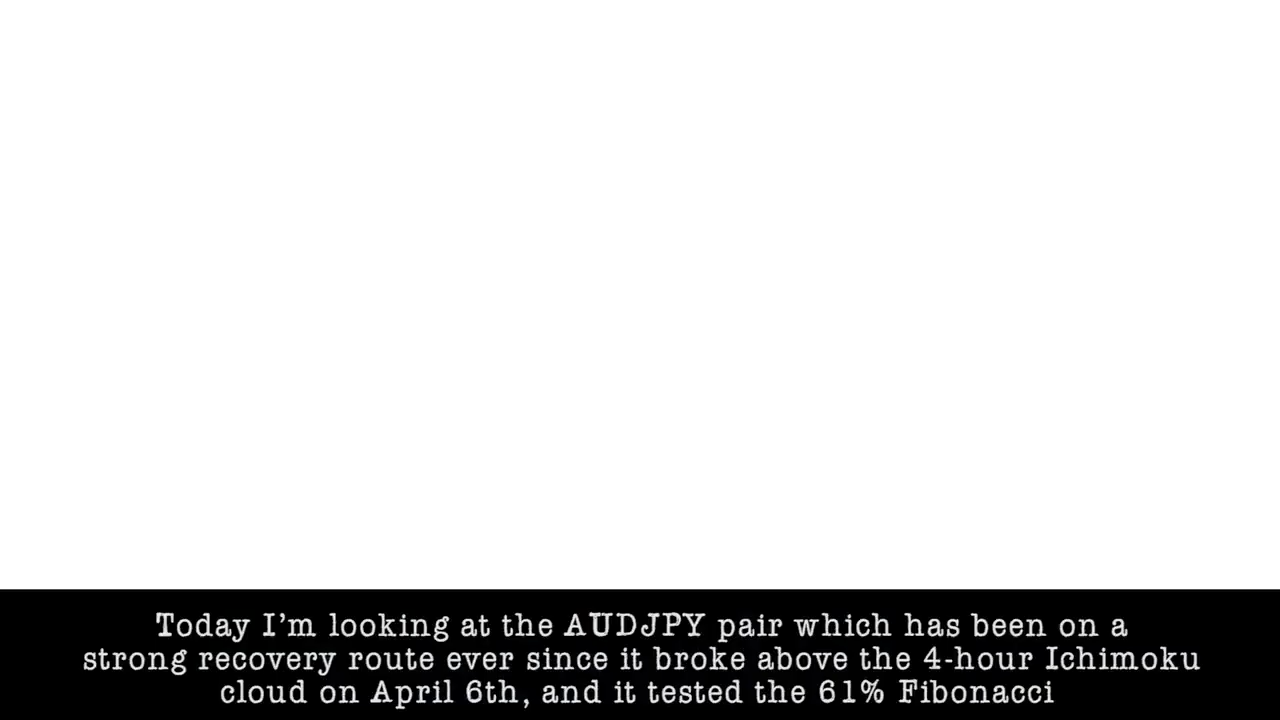 Today I'm looking at the AUDJPY pair which has been on a
strong recovery route ever since it broke above the 4-hour Ichimoku
cloud on April 6th, and it tested the 61% Fibonacci